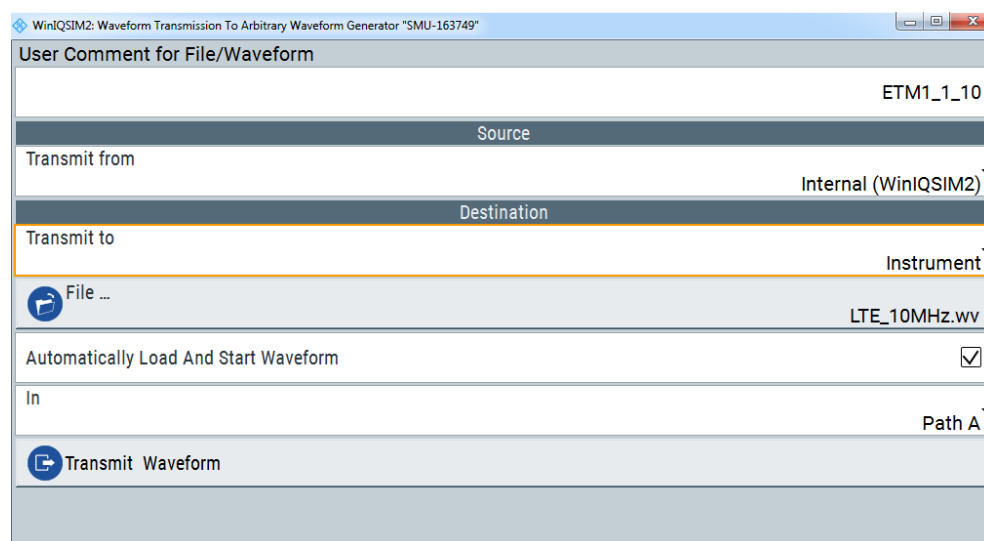 WinIQSIM2: Waveform Transmission To Arbitrary Waveform Generator "SMU-163749"
User Comment for File/Waveform
ETM1_1_10
Source
Transmit from
Internal (WinIQSIM2)
Destination
Transmit to
Instrument
File ...
LTE_10MHz.wv
Automatically Load And Start Waveform
In
Path A
Transmit Waveform